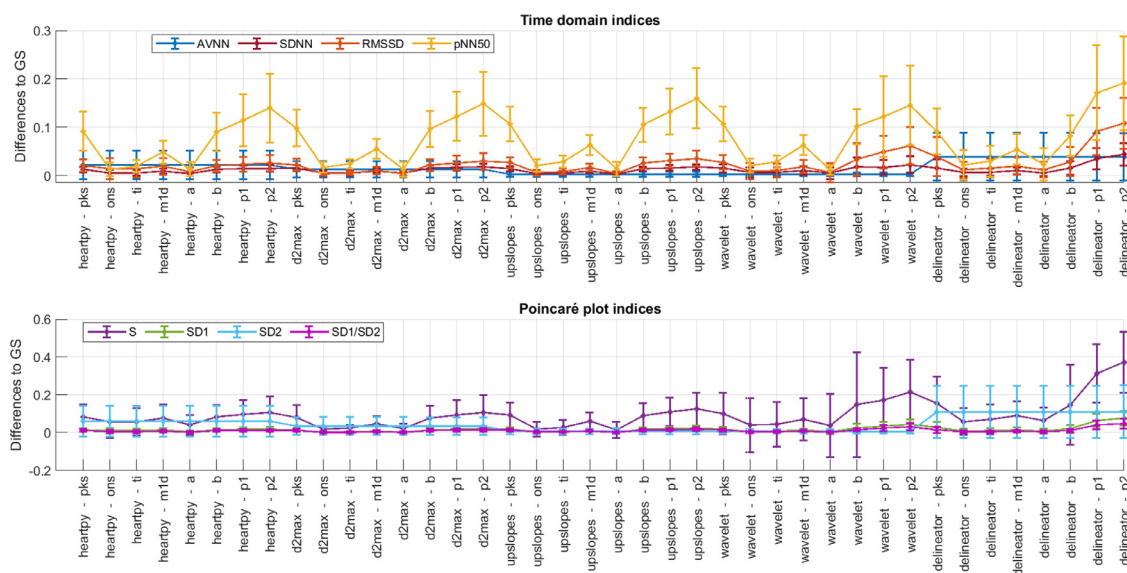 Time domain indices
0.3
0.2
0.1
0
Differences to GS
AVNN SDNN RMSSD pNN50
heartpy - pks
heartpy - ons
heartpy - ti
heartpy - m1d
heartpy - a
heartpy - b
heartpy - p1
heartpy - p2
d2max - pks
d2max - ons
d2max - ti
d2max - m1d
d2max - a
d2max - b
d2max - p1
d2max - p2
upslopes - pks
upslopes - ons
upslopes - ti
upslopes - m1d
upslopes - a
upslopes - b
upslopes - p1
upslopes - p2
wavelet - pks
wavelet - ons
wavelet - ti
wavelet - m1d
wavelet - a
wavelet - b
wavelet - p1
wavelet - p2
delineator - pks
delineator - ons
delineator - ti
delineator - m1d
delineator - a
delineator - b
delineator - p1
delineator - p2
Poincaré plot indices
0.6
0.4
0.2
0
-0.2
Differences to GS
S SD1 SD2 SD1/SD2
heartpy - pks
heartpy - ons
heartpy - ti
heartpy - m1d
heartpy - a
heartpy - b
heartpy - p1
heartpy - p2
d2max - pks
d2max - ons
d2max - ti
d2max - m1d
d2max - a
d2max - b
d2max - p1
d2max - p2
upslopes - pks
upslopes - ons
upslopes - ti
upslopes - m1d
upslopes - a
upslopes - b
upslopes - p1
upslopes - p2
wavelet - pks
wavelet - ons
wavelet - ti
wavelet - m1d
wavelet - a
wavelet - b
wavelet - p1
wavelet - p2
delineator - pks
delineator - ons
delineator - ti
delineator - m1d
delineator - a
delineator - b
delineator - p1
delineator - p2